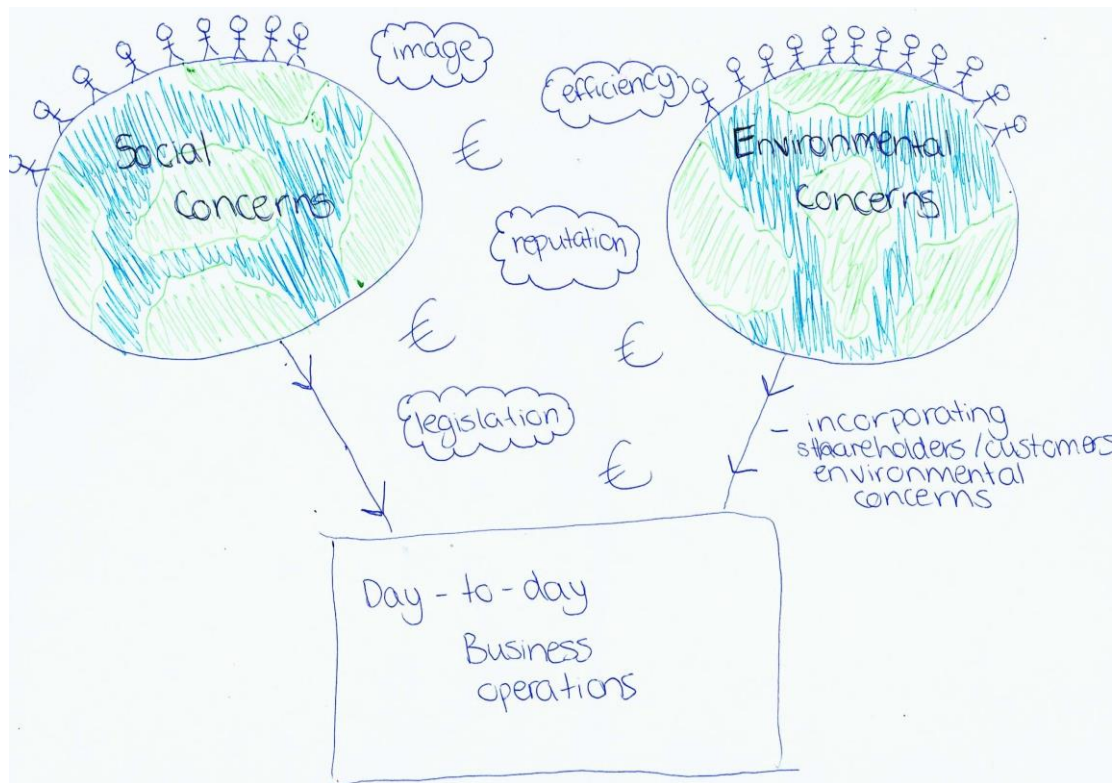 image
efficiency
Social
Concerns
€
Environmental
Concerns
reputation
€
€
legislation
- incorporating
shareholders/customers
environmental
concerns
€
Day-to-day
Business
operations